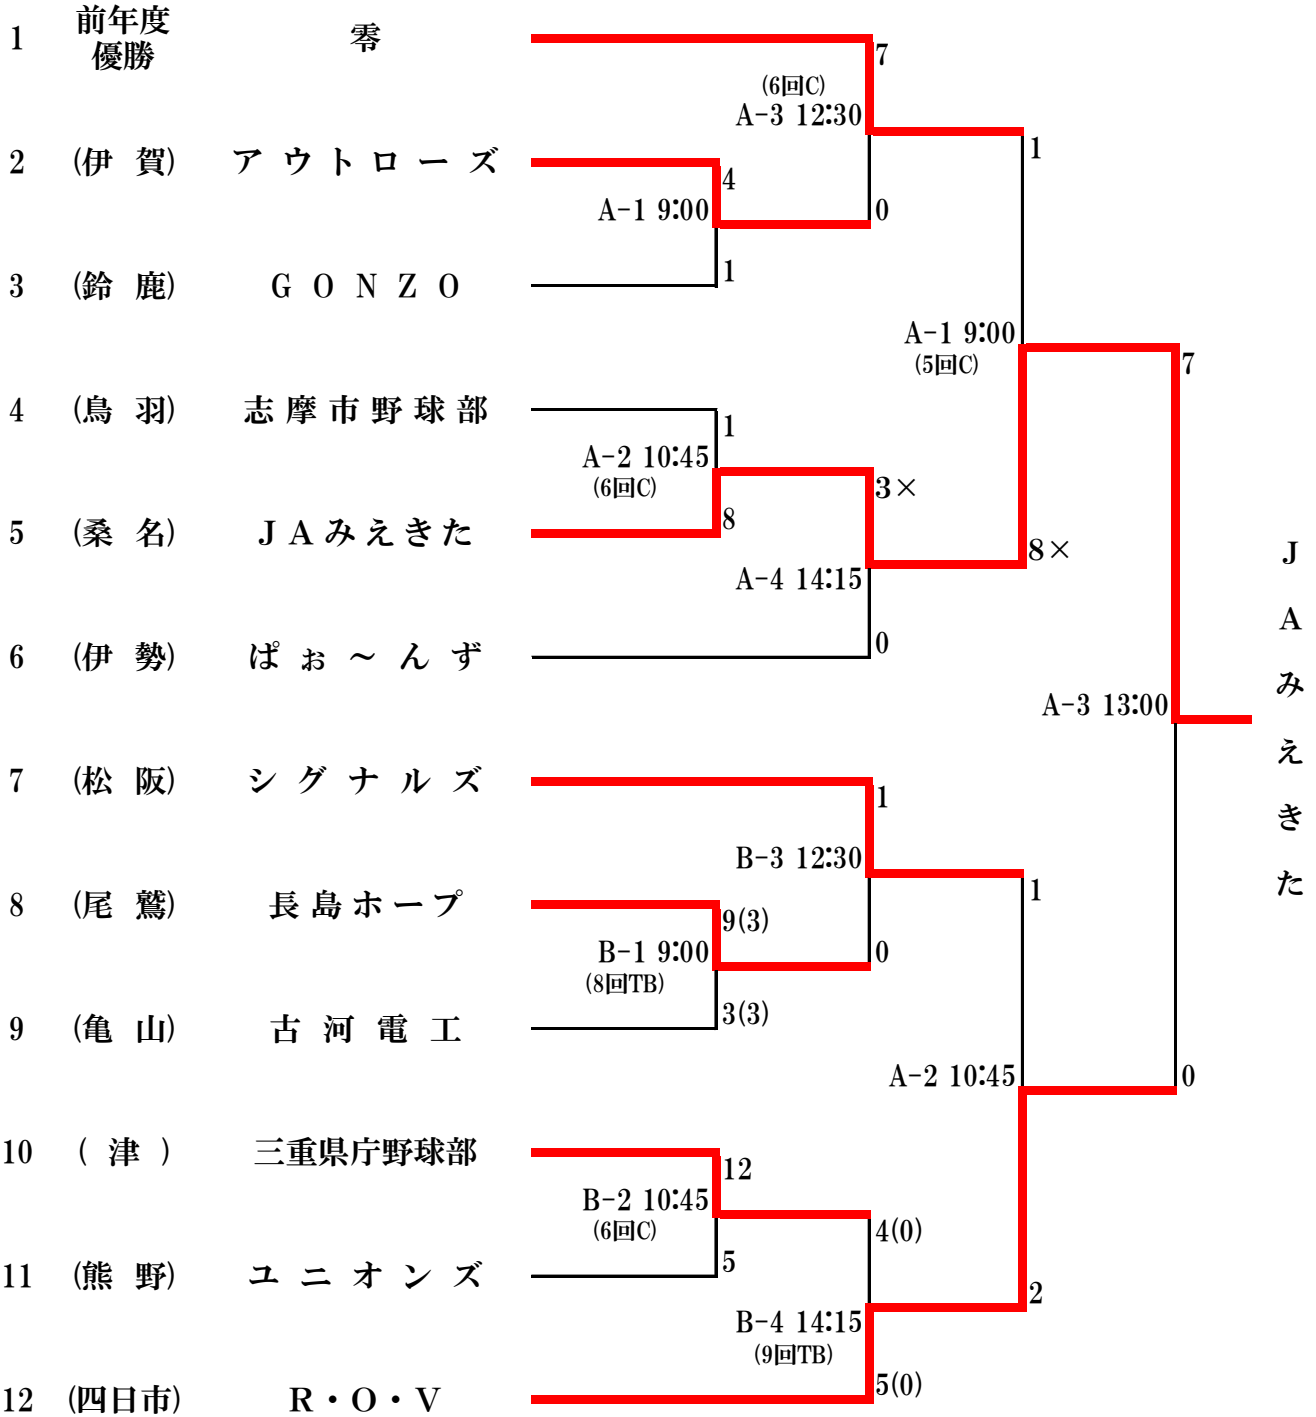 1 前年度優勝 零
7
(6回C)
A-3 12:30
1
2 (伊 賀) アウトローズ
4
A-1 9:00
0
1
3 (鈴 鹿) GONZO
A-1 9:00
(5回C)
7
4 (鳥 羽) 志摩市野球部
1
A-2 10:45
(6回C)
3×
8
5 (桑 名) JAみえきた
8×
A-4 14:15
0
6 (伊 勢) ぱぉ～んず
A-3 13:00
JAみえきた
7 (松 阪) シグナルズ
1
B-3 12:30
1
8 (尾 鷲) 長島ホープ
9(3)
B-1 9:00
(8回TB)
0
3(3)
9 (亀 山)古河電工
A-2 10:45
0
10 ( 津 ) 三重県庁野球部
12
B-2 10:45
(6回C)
4(0)
5
11 (熊 野) ユニオンズ
2
B-4 14:15
(9回TB)
5(0)
12 (四日市) R・O・V